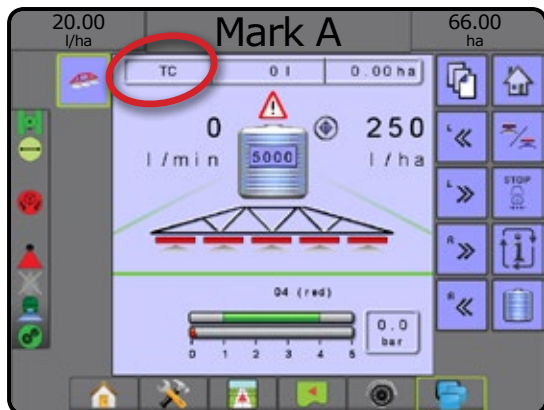 20.00
l/ha
Mark A
66.00
ha
TC
0 l
0.00 ha
0
l/min
5000
250
l/ha
L
STOP
L
R
i
R
04 (red)
0.0
bar
0 1 2 3 4 5